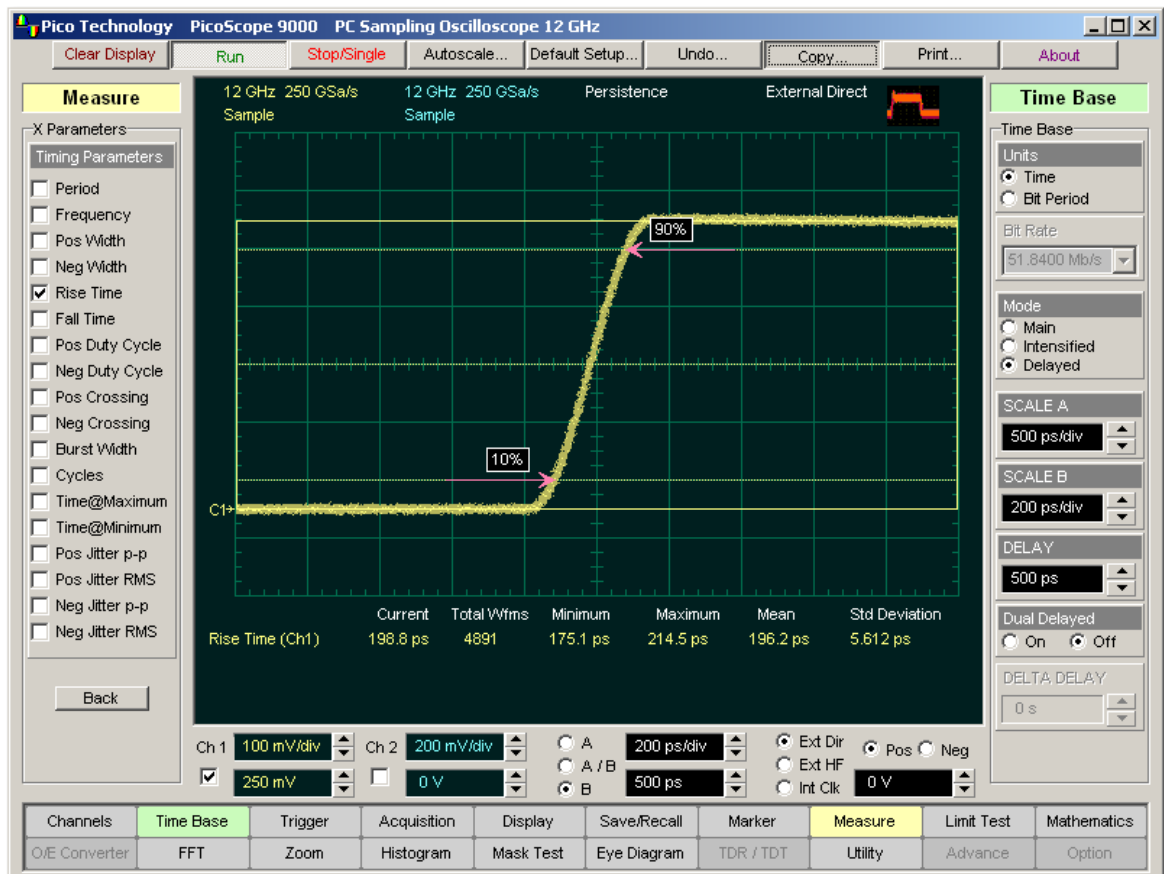 Pico Technology PicoScope 9000 PC Sampling Oscilloscope 12 GHz
Clear Display Run Stop/Single Autoscale... Default Setup... Undo... Copy... Print... About
Measure
X Parameters
Timing Parameters
Period
Frequency
Pos Width
Neg Width
Rise Time
Fall Time
Pos Duty Cycle
Neg Duty Cycle
Pos Crossing
Neg Crossing
Burst Width
Cycles
Time@Maximum
Time@Minimum
Pos Jitter p-p
Pos Jitter RMS
Neg Jitter p-p
Neg Jitter RMS
Back
12 GHz 250 GSa/s 12 GHz 250 GSa/s Persistence External Direct
Sample Sample
90%
10%
C1
Current Total Wfms Minimum Maximum Mean Std Deviation
Rise Time (Ch1) 198.8 ps 4891 175.1 ps 214.5 ps 196.2 ps 5.612 ps
Time Base
Time Base
Units
Time
Bit Period
Bit Rate
51.8400 Mb/s
Mode
Main
Intensified
Delayed
SCALE A
500 ps/div
SCALE B
200 ps/div
DELAY
500 ps
Dual Delayed
On Off
DELTA DELAY
0 s
Ch 1 100 mV/div Ch 2 200 mV/div A 200 ps/div Ext Dir Pos Neg
A / B Ext HF
250 mV 0 V B 500 ps Int Clk 0 V
Channels Time Base Trigger Acquisition Display Save/Recall Marker Measure Limit Test Mathematics
O/E Converter FFT Zoom Histogram Mask Test Eye Diagram TDR / TDT Utility Advance Option